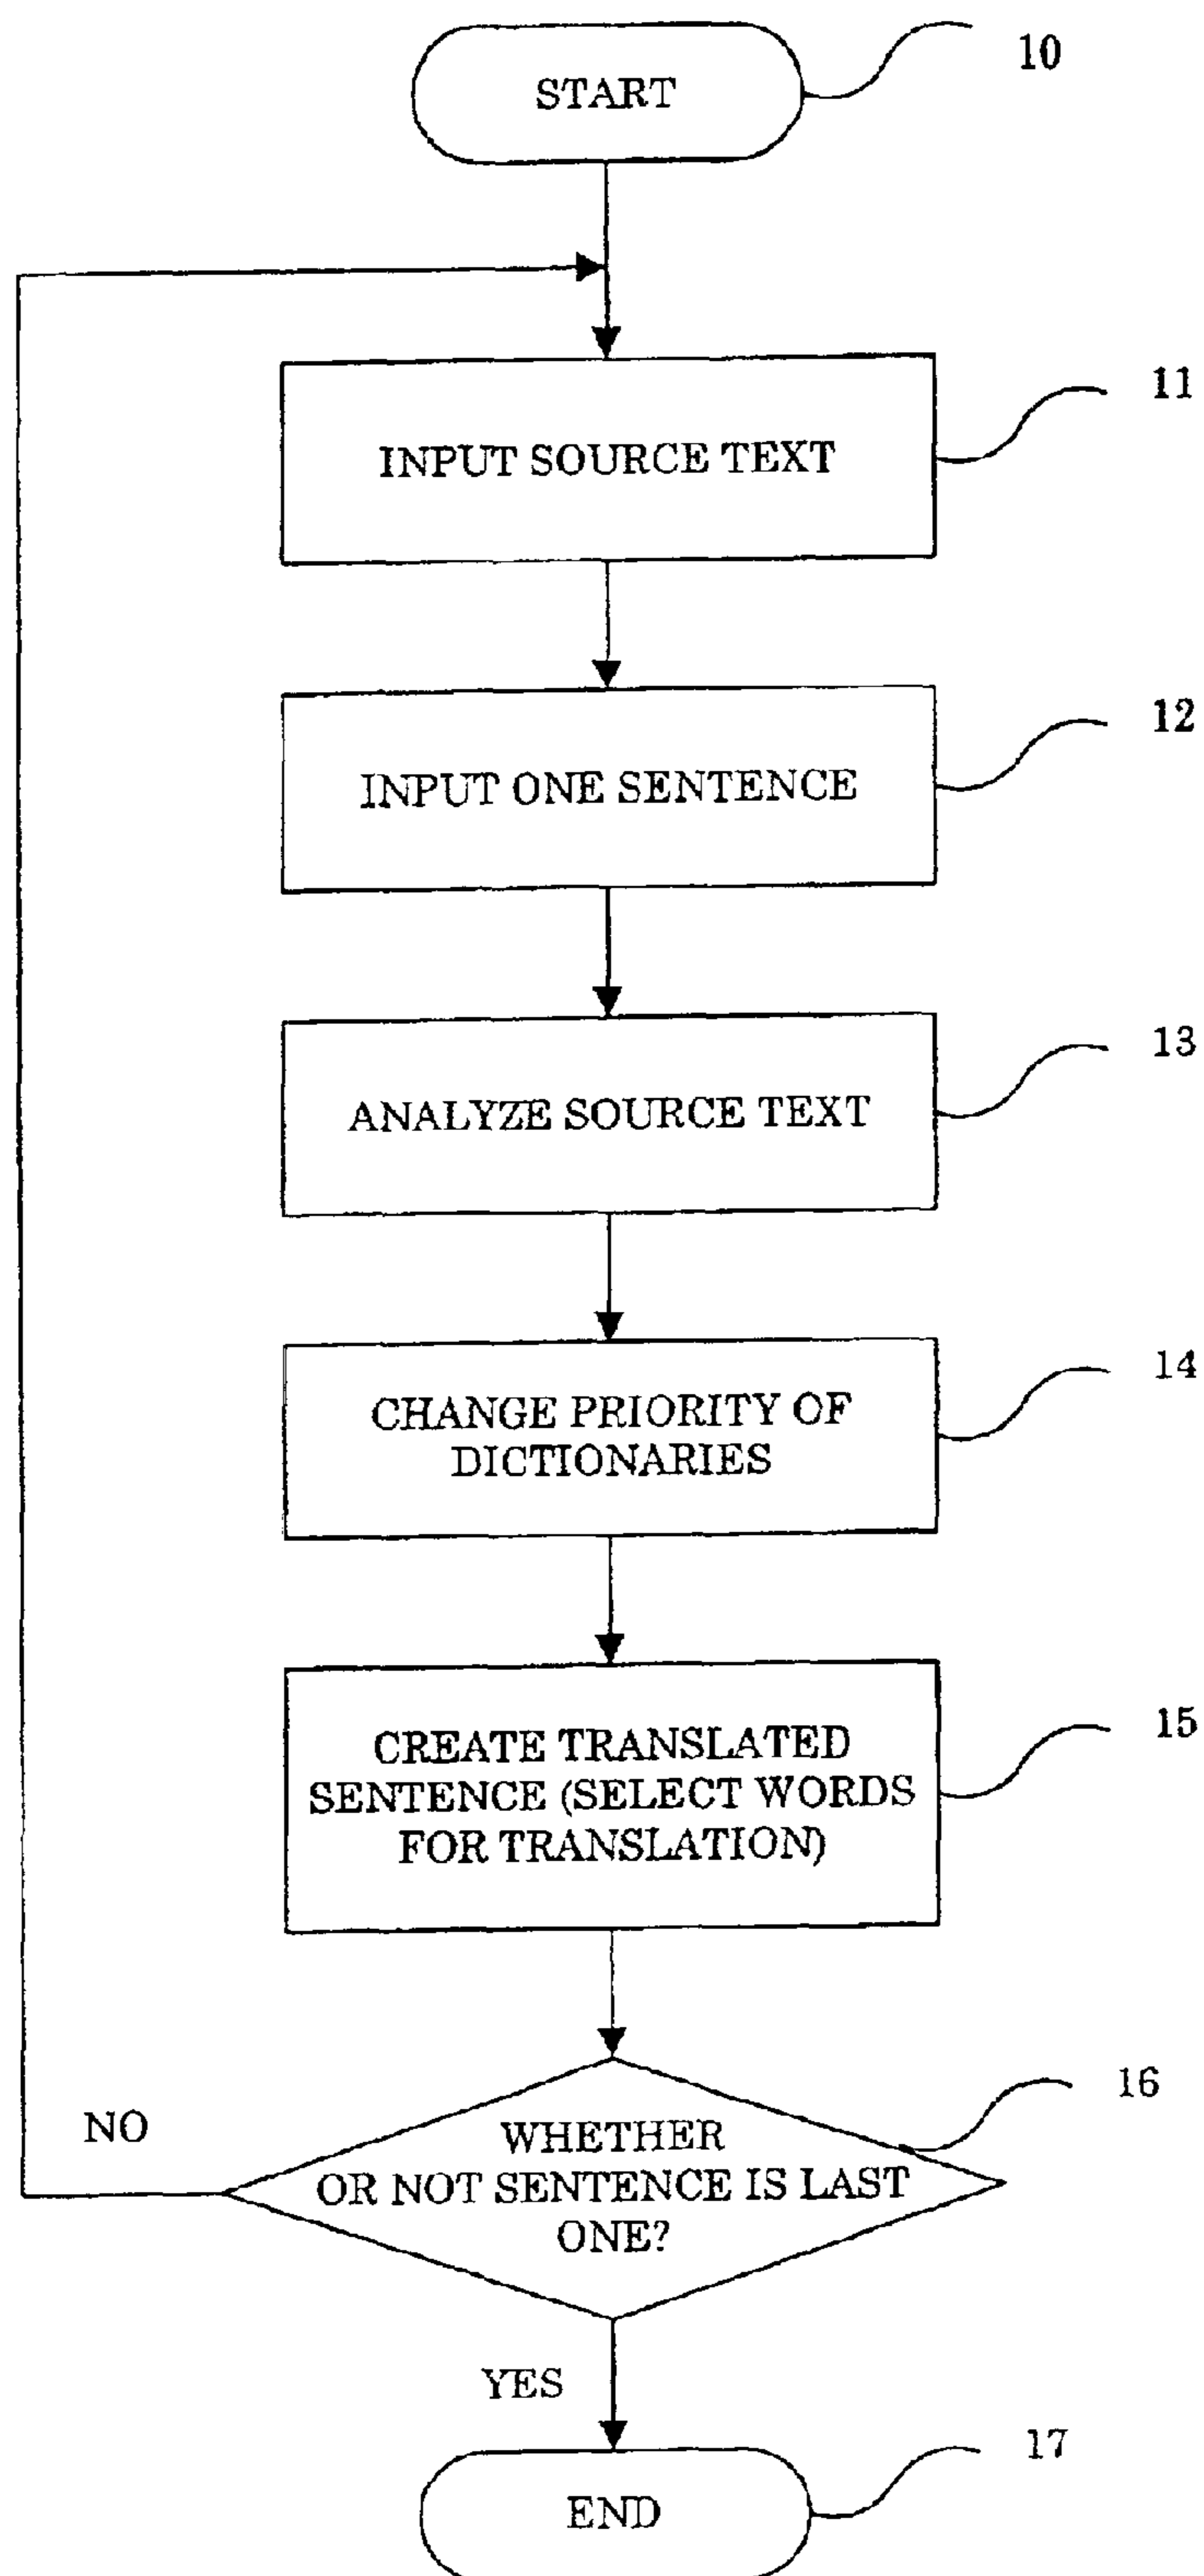 START
10
INPUT SOURCE TEXT
11
INPUT ONE SENTENCE
12
ANALYZE SOURCE TEXT
13
CHANGE PRIORITY OF
DICTIONARIES
14
CREATE TRANSLATED
SENTENCE (SELECT WORDS
FOR TRANSLATION)
15
WHETHER
OR NOT SENTENCE IS LAST
ONE?
16
NO
YES
END
17